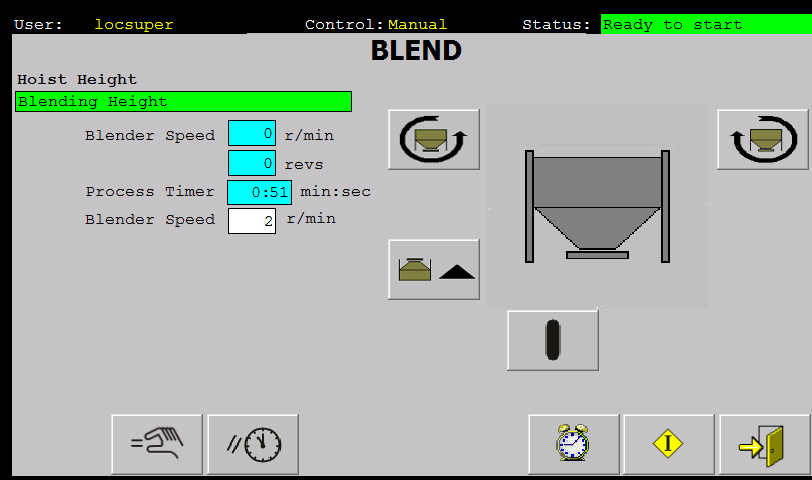 User: locsuper Control: Manual Status: Ready to start
BLEND
Hoist Height
Blending Height
Blender Speed 0 r/min
0 revs
Process Timer 0:51 min:sec
Blender Speed 2 r/min
I